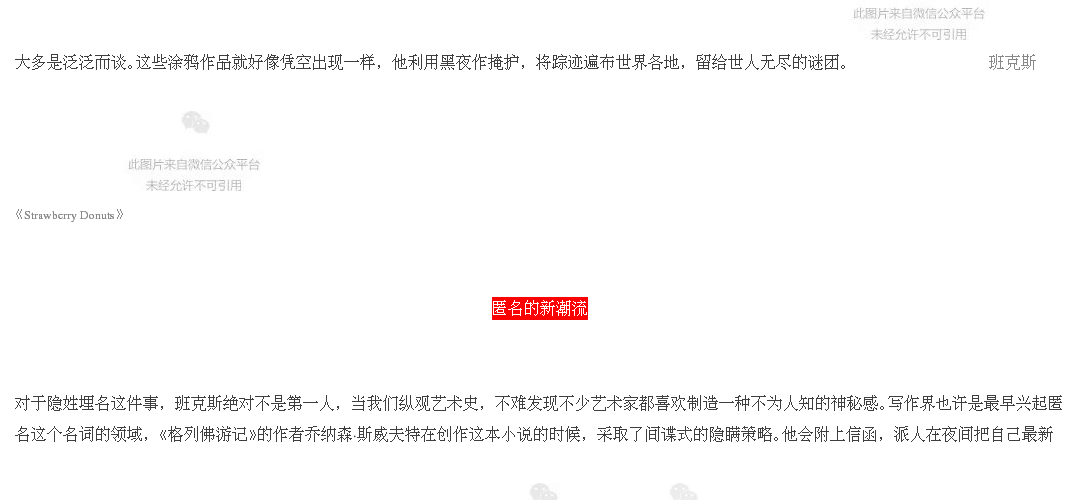 此图片来自微信公众平台
未经允许不可引用
大多是泛泛而谈。这些涂鸦作品就好像凭空出现一样，他利用黑夜作掩护，将踪迹遍布世界各地，留给世人无尽的谜团。 班克斯
此图片来自微信公众平台
未经允许不可引用
《Strawberry Donuts》
匿名的新潮流
对于隐姓埋名这件事，班克斯绝对不是第一人，当我们纵观艺术史，不难发现不少艺术家都喜欢制造一种不为人知的神秘感。写作界也许是最早兴起匿
名这个名词的领域，《格列佛游记》的作者乔纳森·斯威夫特在创作这本小说的时候，采取了间谍式的隐瞒策略。他会附上信函，派人在夜间把自己最新